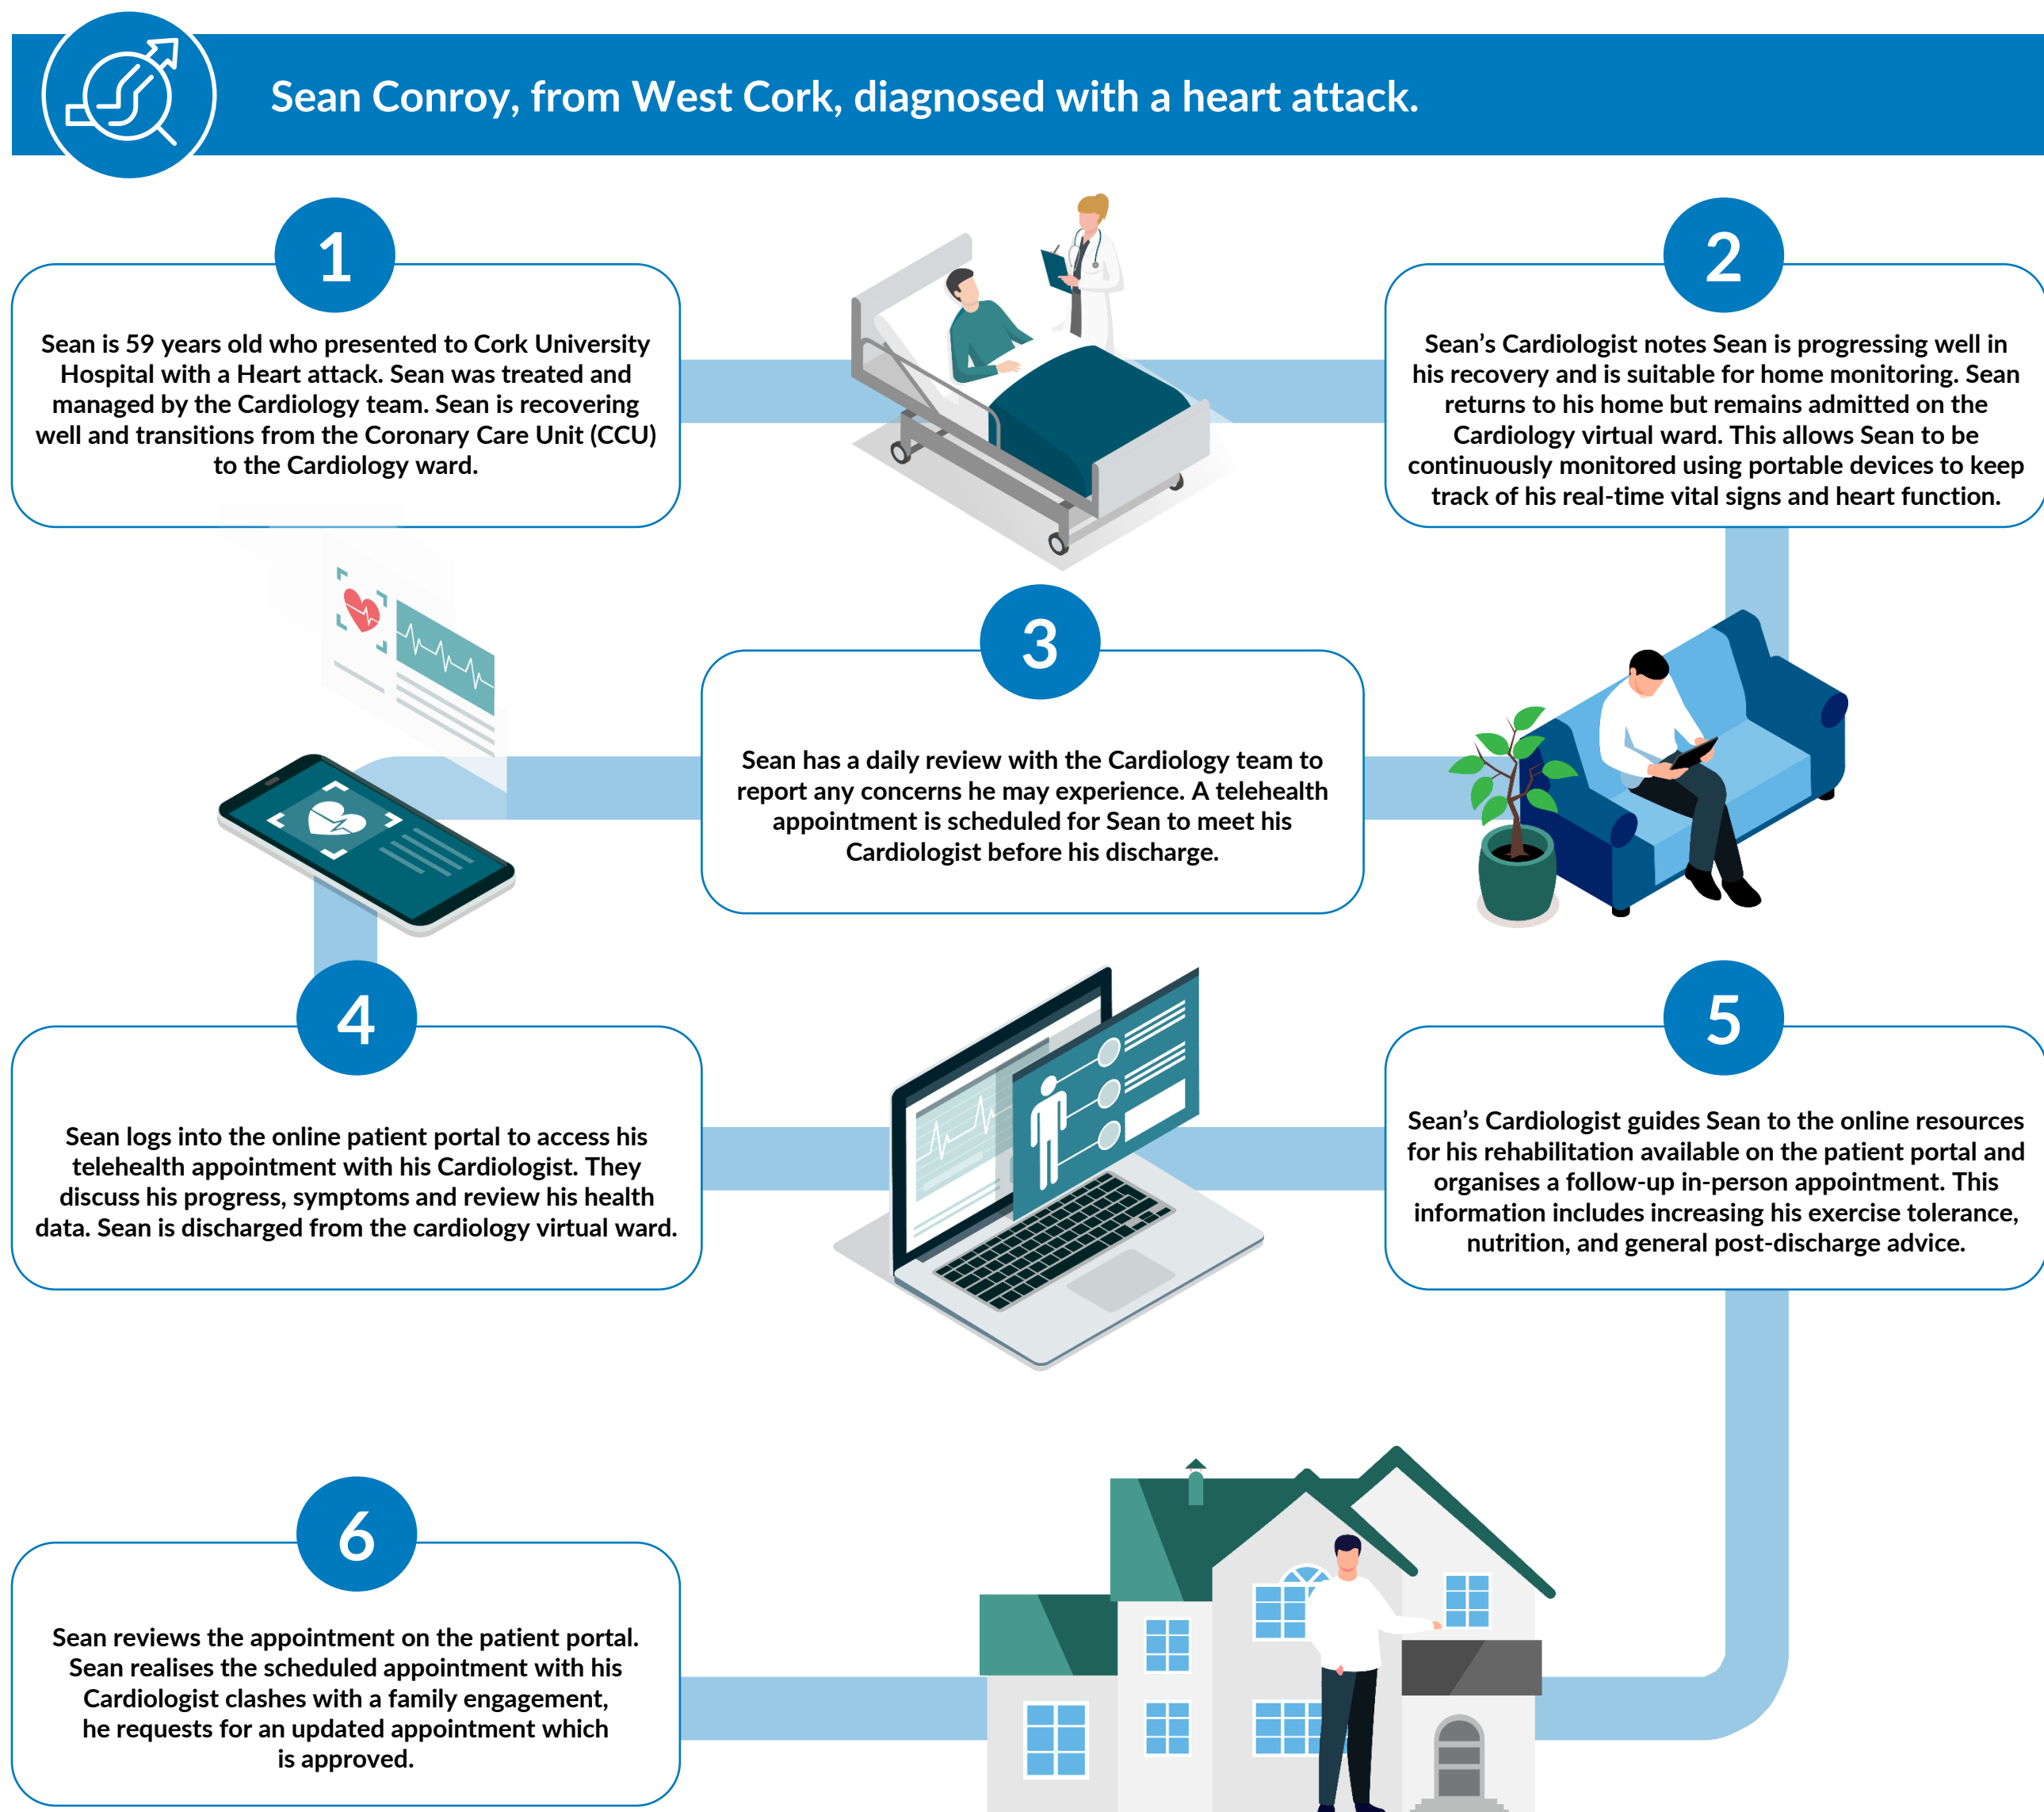 Sean Conroy, from West Cork, diagnosed with a heart attack.
1
Sean is 59 years old who presented to Cork University
Hospital with a Heart attack. Sean was treated and
managed by the Cardiology team. Sean is recovering
well and transitions from the Coronary Care Unit (CCU)
to the Cardiology ward.
2
Sean’s Cardiologist notes Sean is progressing well in
his recovery and is suitable for home monitoring. Sean
returns to his home but remains admitted on the
Cardiology virtual ward. This allows Sean to be
continuously monitored using portable devices to keep
track of his real-time vital signs and heart function.
3
Sean has a daily review with the Cardiology team to
report any concerns he may experience. A telehealth
appointment is scheduled for Sean to meet his
Cardiologist before his discharge.
4
Sean logs into the online patient portal to access his
telehealth appointment with his Cardiologist. They
discuss his progress, symptoms and review his health
data. Sean is discharged from the cardiology virtual ward.
5
Sean’s Cardiologist guides Sean to the online resources
for his rehabilitation available on the patient portal and
organises a follow-up in-person appointment. This
information includes increasing his exercise tolerance,
nutrition, and general post-discharge advice.
6
Sean reviews the appointment on the patient portal.
Sean realises the scheduled appointment with his
Cardiologist clashes with a family engagement,
he requests for an updated appointment which
is approved.